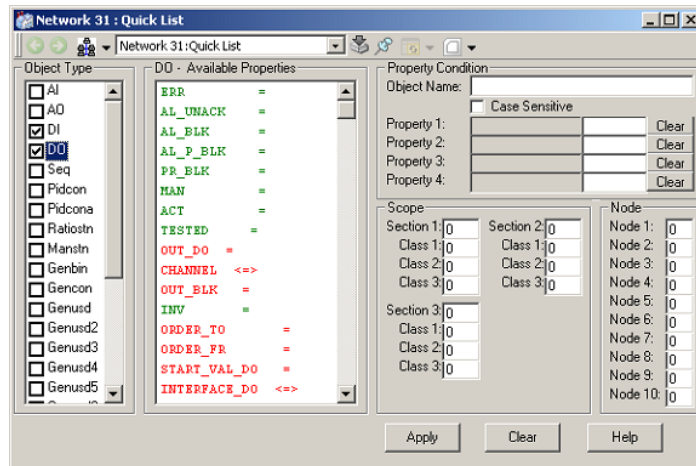 Network 31 : Quick List
Network 31:Quick List
Object Type
AI
AO
DI
DO
Seq
Pidcon
Pidcona
Ratiostn
Manstn
Genbin
Gencon
Genusd
Genusd2
Genusd3
Genusd4
Genusd5
DO - Available Properties
ERR =
AL_UNACK =
AL_BLK =
AL_P_BLK =
PR_BLK =
MAN =
ACT =
TESTED =
OUT_DO =
CHANNEL <=>
OUT_BLK =
INV =
ORDER_TO =
ORDER_FR =
START_VAL_DO =
INTERFACE_DO <=>
Property Condition
Object Name:
Case Sensitive
Property 1: Clear
Property 2: Clear
Property 3: Clear
Property 4: Clear
Scope
Section 1: 0
Class 1: 0
Class 2: 0
Class 3: 0
Section 2: 0
Class 1: 0
Class 2: 0
Class 3: 0
Section 3: 0
Class 1: 0
Class 2: 0
Class 3: 0
Node
Node 1: 0
Node 2: 0
Node 3: 0
Node 4: 0
Node 5: 0
Node 6: 0
Node 7: 0
Node 8: 0
Node 9: 0
Node 10: 0
Apply
Clear
Help